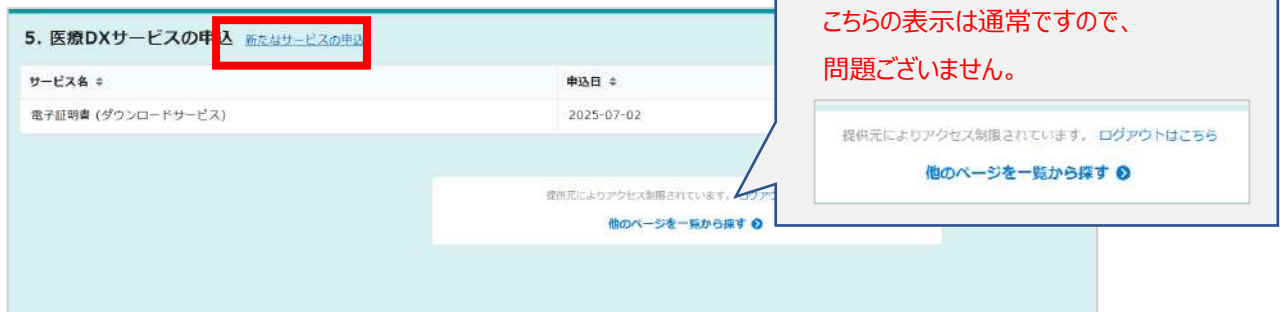 5. 医療DXサービスの申込 新たなサービスの申込
サービス名
申込日
電子証明書 (ダウンロードサービス)
2025-07-02
提供元によりアクセス制限されています。 ログアウ
他のページを一覧から探す
こちらの表示は通常ですので、
問題ございません。
提供元によりアクセス制限されています。 ログアウトはこちら
他のページを一覧から探す